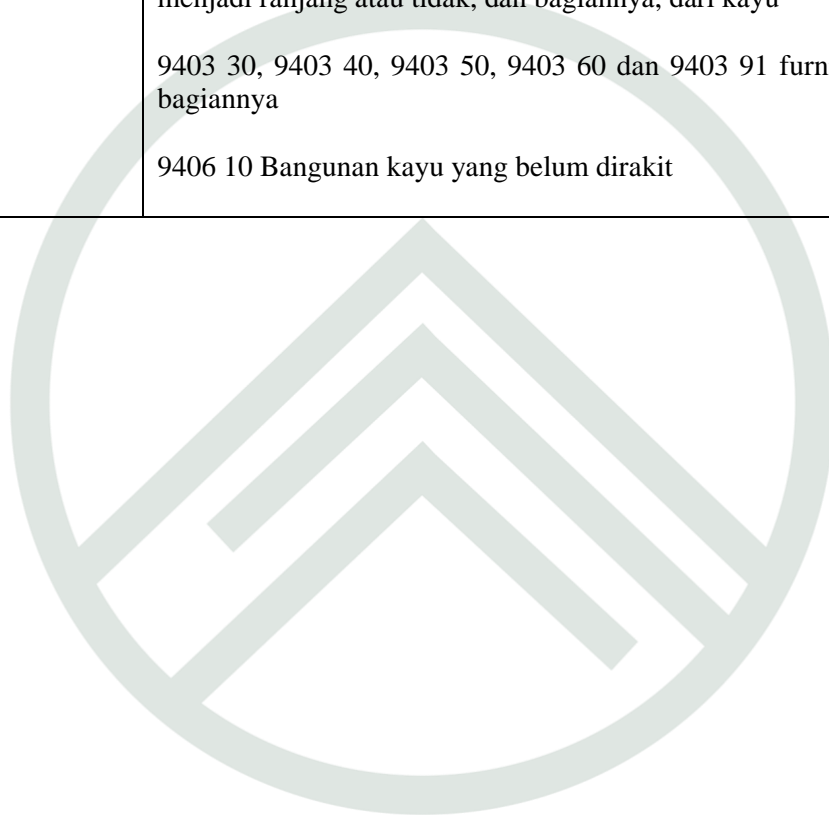 menjadi ranjang atau tidak, dan bagiannya, dari kayu
9403 30, 9403 40, 9403 50, 9403 60 dan 9403 91 furn
bagiannya
9406 10 Bangunan kayu yang belum dirakit